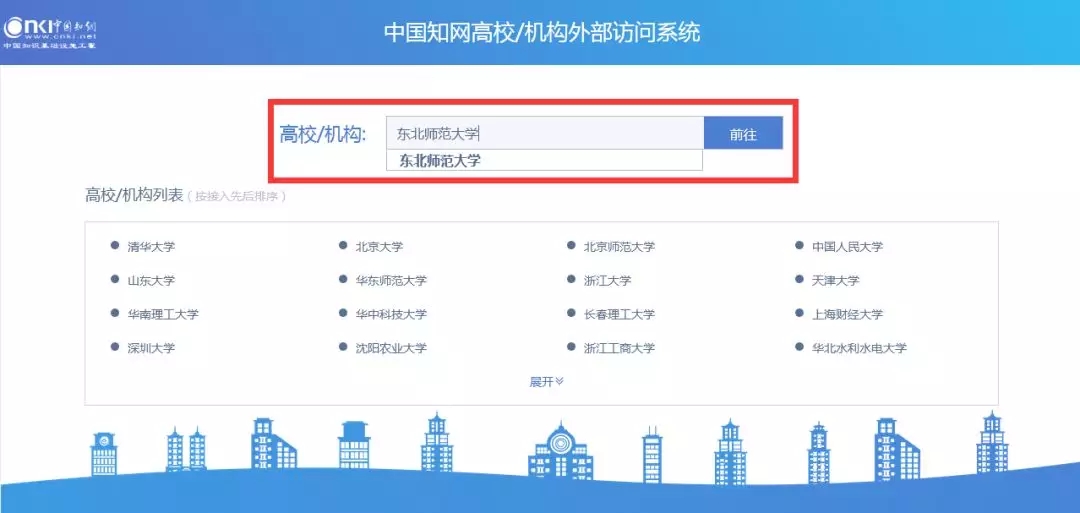 cnki中国知网
www.cnki.net
中国知识基础设施工程
中国知网高校/机构外部访问系统
高校/机构: 东北师范大学 前往
东北师范大学
高校/机构列表 (按接入先后排序)
清华大学 北京大学 北京师范大学 中国人民大学
山东大学 华东师范大学 浙江大学 天津大学
华南理工大学 华中科技大学 长春理工大学 上海财经大学
深圳大学 沈阳农业大学 浙江工商大学 华北水利水电大学
展开